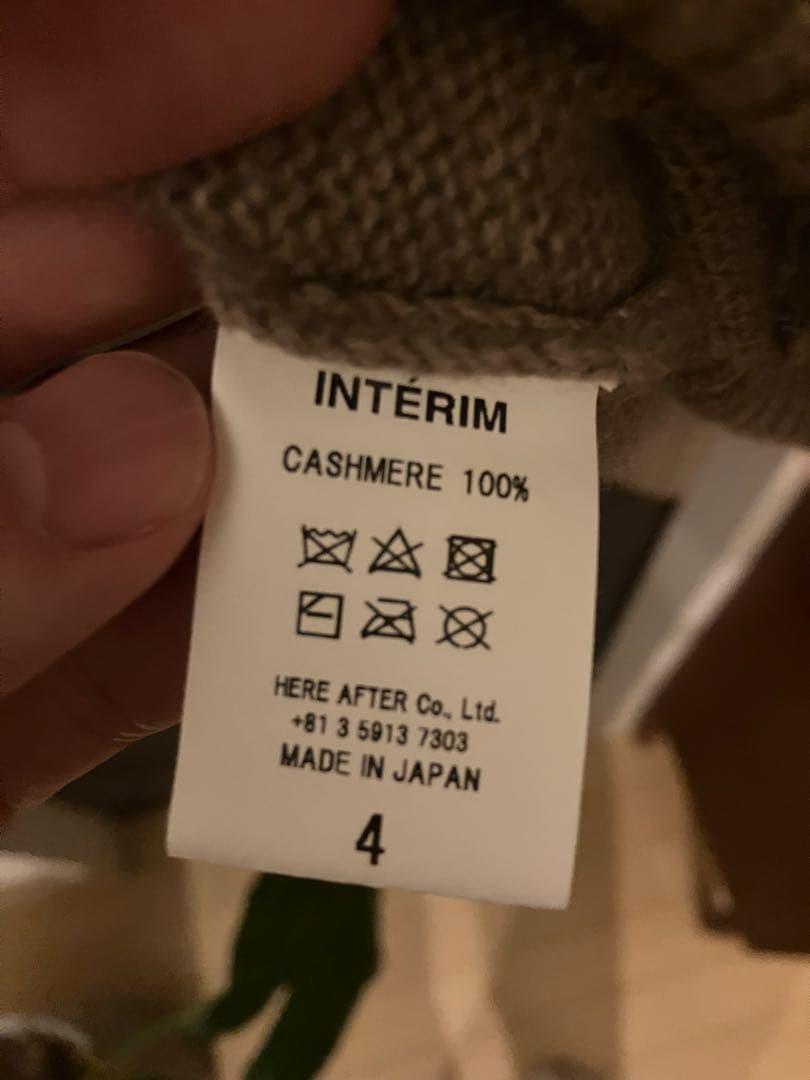 INTÉRIM
CASHMERE 100%
HERE AFTER Co., Ltd.
+81 3 5913 7303
MADE IN JAPAN
4